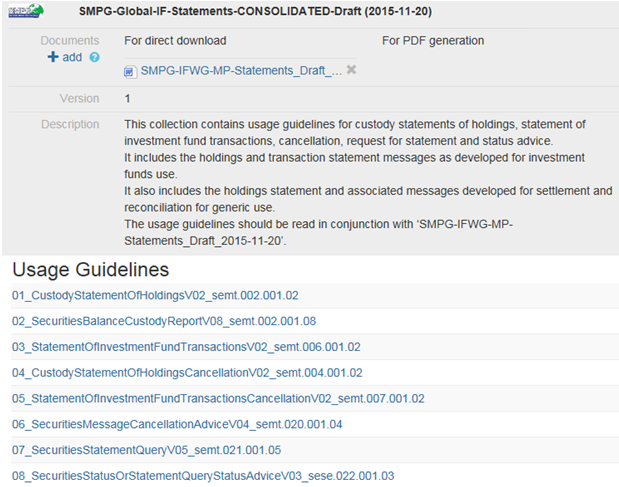 SMPG-Global-IF-Statements-CONSOLIDATED-Draft (2015-11-20)
Documents For direct download For PDF generation
+ add ?
SMPG-IFWG-MP-Statements_Draft_...
Version 1
Description This collection contains usage guidelines for custody statements of holdings, statement of
investment fund transactions, cancellation, request for statement and status advice.
It includes the holdings and transaction statement messages as developed for investment
funds use.
It also includes the holdings statement and associated messages developed for settlement and
reconciliation for generic use.
The usage guidelines should be read in conjunction with ‘SMPG-IFWG-MP-
Statements_Draft_2015-11-20’.
Usage Guidelines
01_CustodyStatementOfHoldingsV02_semt.002.001.02
02_SecuritiesBalanceCustodyReportV08_semt.002.001.08
03_StatementOfInvestmentFundTransactionsV02_semt.006.001.02
04_CustodyStatementOfHoldingsCancellationV02_semt.004.001.02
05_StatementOfInvestmentFundTransactionsCancellationV02_semt.007.001.02
06_SecuritiesMessageCancellationAdviceV04_semt.020.001.04
07_SecuritiesStatementQueryV05_semt.021.001.05
08_SecuritiesStatusOrStatementQueryStatusAdviceV03_sese.022.001.03